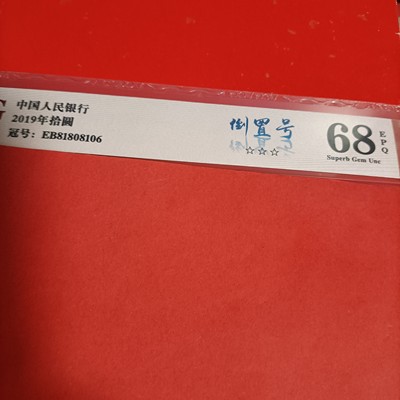 中国人民银行
2019年拾圆
冠号：EB81808106
倒置号
☆☆☆
68
EPQ
Superb Gem Unc